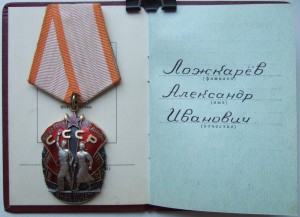 СССР
Ложкарёв
(фамилия)
Александр
(имя)
Иванович
(отчество)